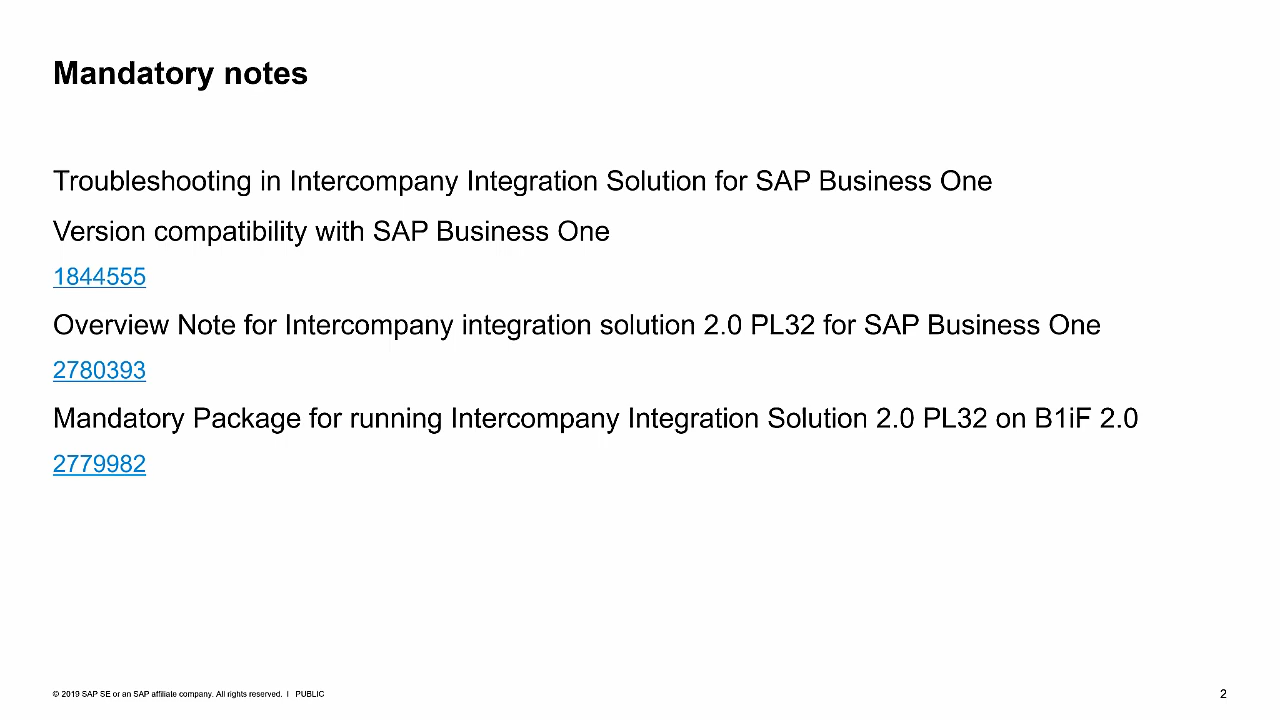 Mandatory notes
Troubleshooting in Intercompany Integration Solution for SAP Business One
Version compatibility with SAP Business One
1844555
Overview Note for Intercompany integration solution 2.0 PL32 for SAP Business One
2780393
Mandatory Package for running Intercompany Integration Solution 2.0 PL32 on B1iF 2.0
2779982
© 2019 SAP SE or an SAP affiliate company. All rights reserved. I PUBLIC
2